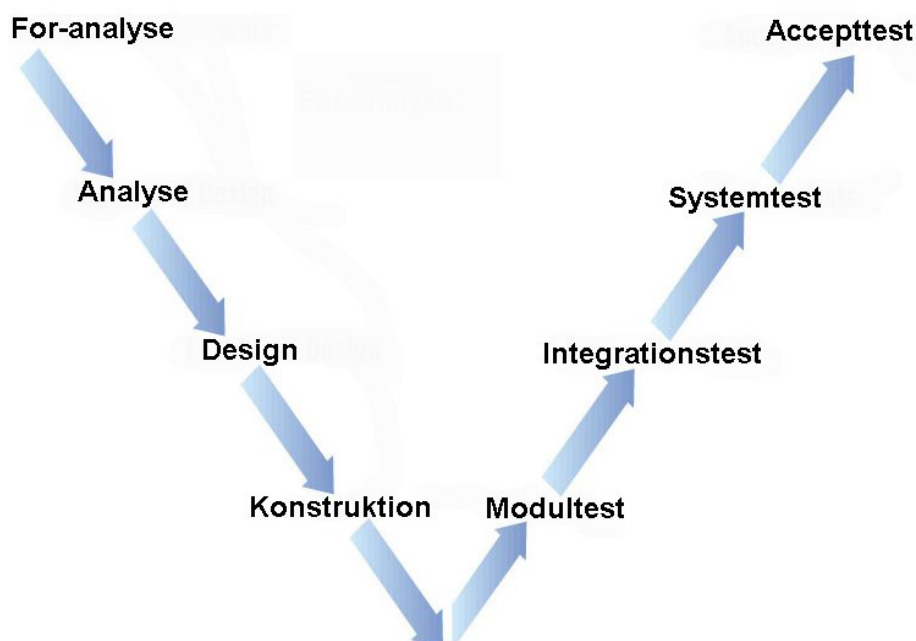 For-analyse
Accepttest
Analyse
Systemtest
Design
Integrationstest
Konstruktion
Modultest